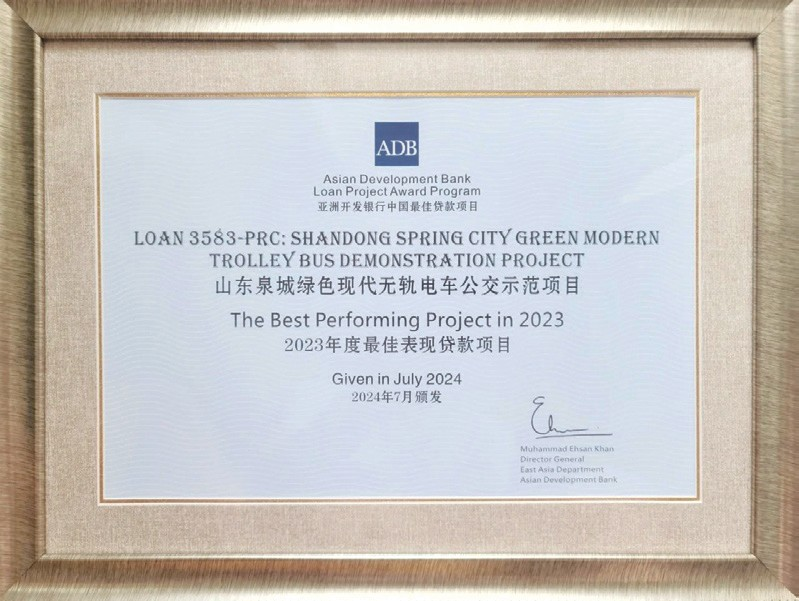 ADB
Asian Development Bank
Loan Project Award Program
亚洲开发银行中国最佳贷款项目
LOAN 3583-PRC: SHANDONG SPRING CITY GREEN MODERN
TROLLEY BUS DEMONSTRATION PROJECT
山东泉城绿色现代无轨电车公交示范项目
The Best Performing Project in 2023
2023年度最佳表现贷款项目
Given in July 2024
2024年7月颁发
Muhammad Ehsan Khan
Director General
East Asia Department
Asian Development Bank